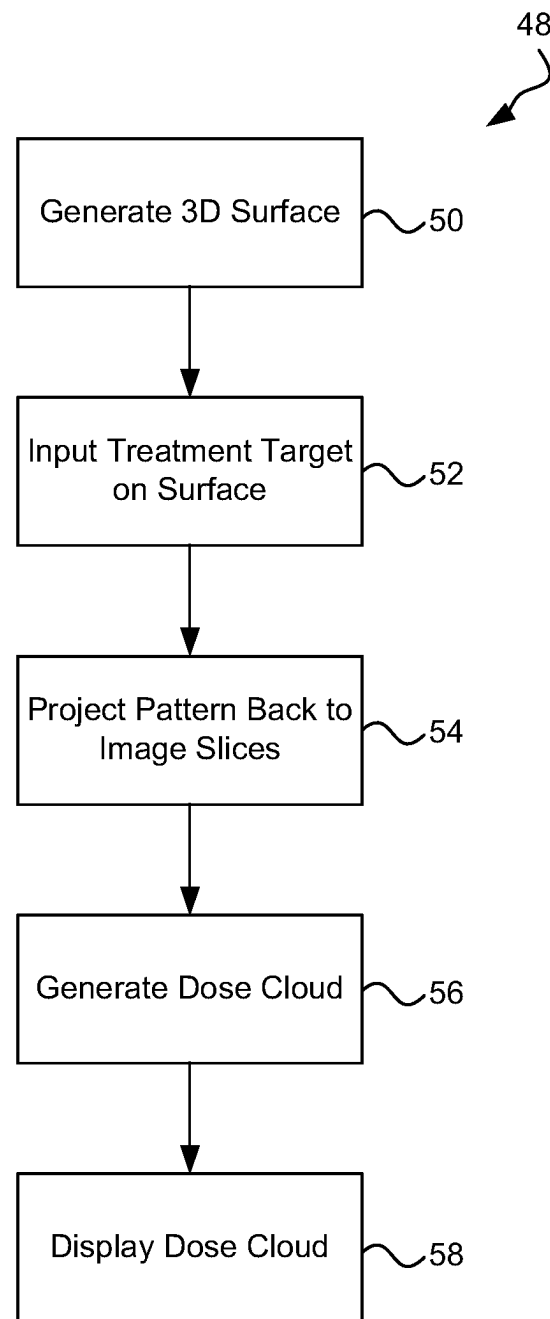 48
Generate 3D Surface
50
Input Treatment Target
on Surface
52
Project Pattern Back to
Image Slices
54
Generate Dose Cloud
56
Display Dose Cloud
58